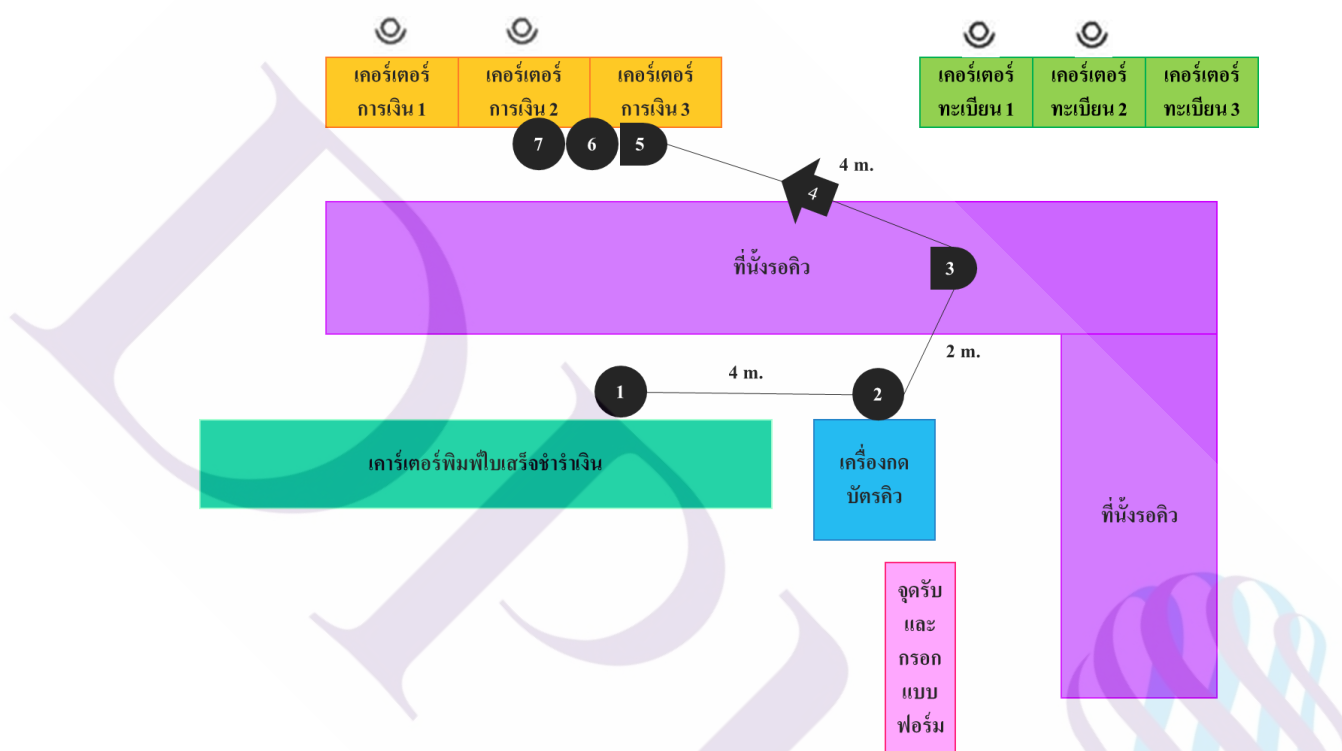 เคอร์เตอร์
การเงิน 1
เคอร์เตอร์
การเงิน 2
เคอร์เตอร์
การเงิน 3
เคอร์เตอร์
ทะเบียน 1
เคอร์เตอร์
ทะเบียน 2
เคอร์เตอร์
ทะเบียน 3
7
6
5
4
4 m.
ที่นั้งรอคิว
3
2 m.
1
4 m.
2
เคาร์เตอร์พิมพ์ใบเสร็จชำรำเงิน
เครื่องกด
บัตรคิว
ที่นั้งรอคิว
จุดรับ
และ
กรอก
แบบ
ฟอร์ม